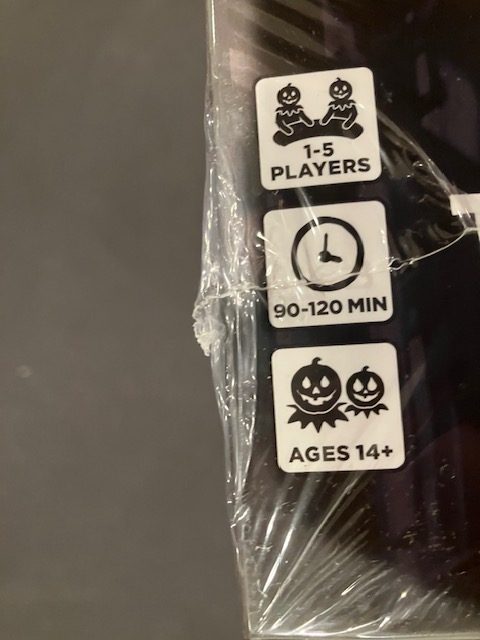 1-5
PLAYERS
90-120 MIN
AGES 14+